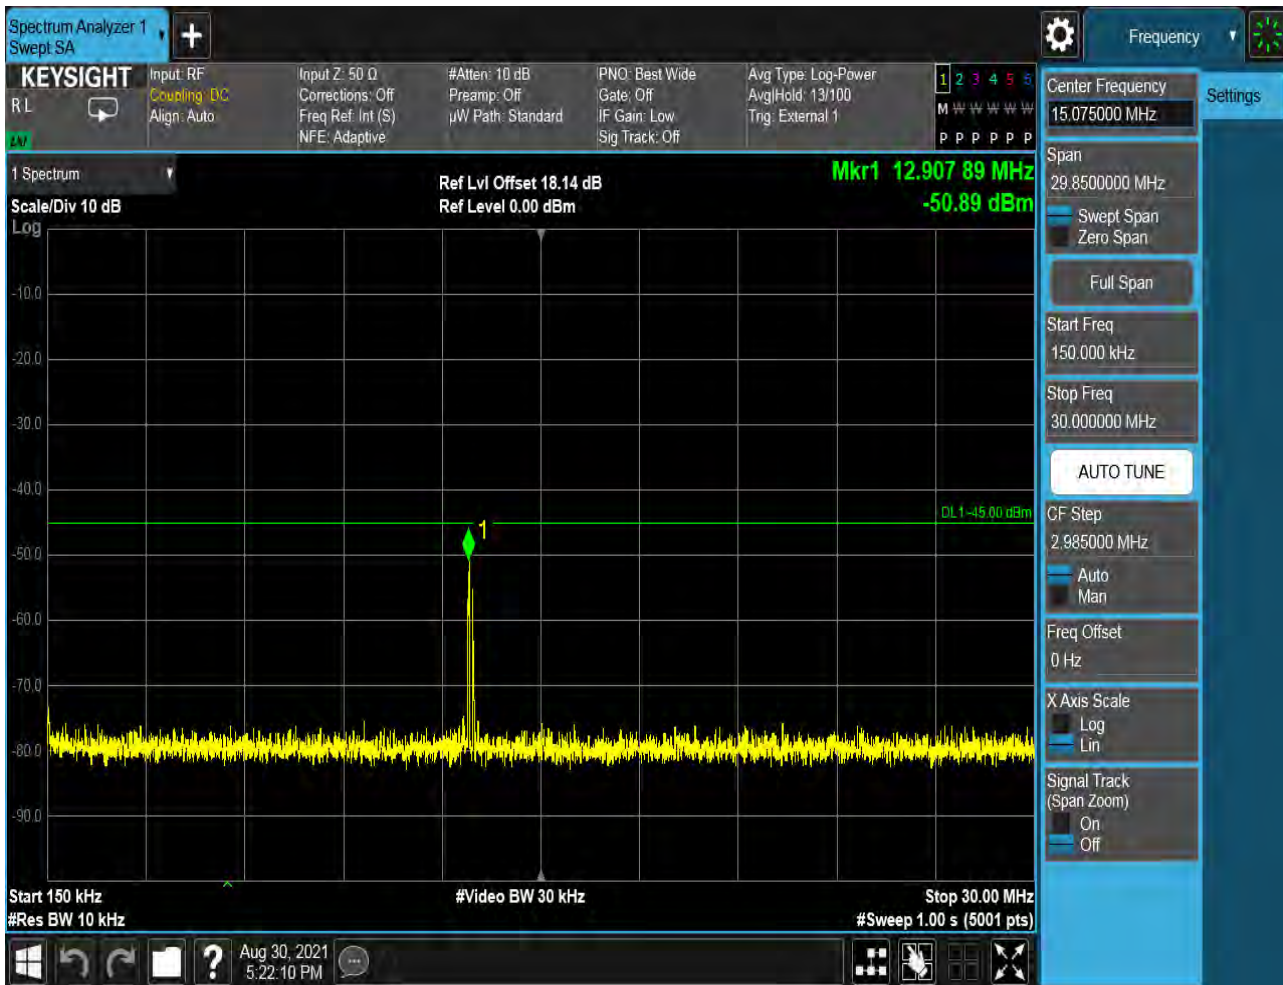 Spectrum Analyzer 1
Swept SA
Frequency
KEYSIGHT
R L
Input: RF
Coupling: DC
Align: Auto
Input Z: 50 Ω
Corrections: Off
Freq Ref: Int (S)
NFE: Adaptive
#Atten: 10 dB
Preamp: Off
µW Path: Standard
PNO: Best Wide
Gate: Off
IF Gain: Low
Sig Track: Off
Avg Type: Log-Power
Avg|Hold: 13/100
Trig: External 1
1 2 3 4 5 6
M W W W W W
P P P P P P
1 Spectrum
Scale/Div 10 dB
Log
Ref Lvl Offset 18.14 dB
Ref Level 0.00 dBm
Mkr1 12.907 89 MHz
-50.89 dBm
-10.0
-20.0
-30.0
-40.0
-50.0
-60.0
-70.0
-80.0
-90.0
DL1 -45.00 dBm
1
Start 150 kHz
#Res BW 10 kHz
#Video BW 30 kHz
Stop 30.00 MHz
#Sweep 1.00 s (5001 pts)
Aug 30, 2021
5:22:10 PM
Center Frequency
15.075000 MHz
Settings
Span
29.8500000 MHz
Swept Span
Zero Span
Full Span
Start Freq
150.000 kHz
Stop Freq
30.000000 MHz
AUTO TUNE
CF Step
2.985000 MHz
Auto
Man
Freq Offset
0 Hz
X Axis Scale
Log
Lin
Signal Track
(Span Zoom)
On
Off